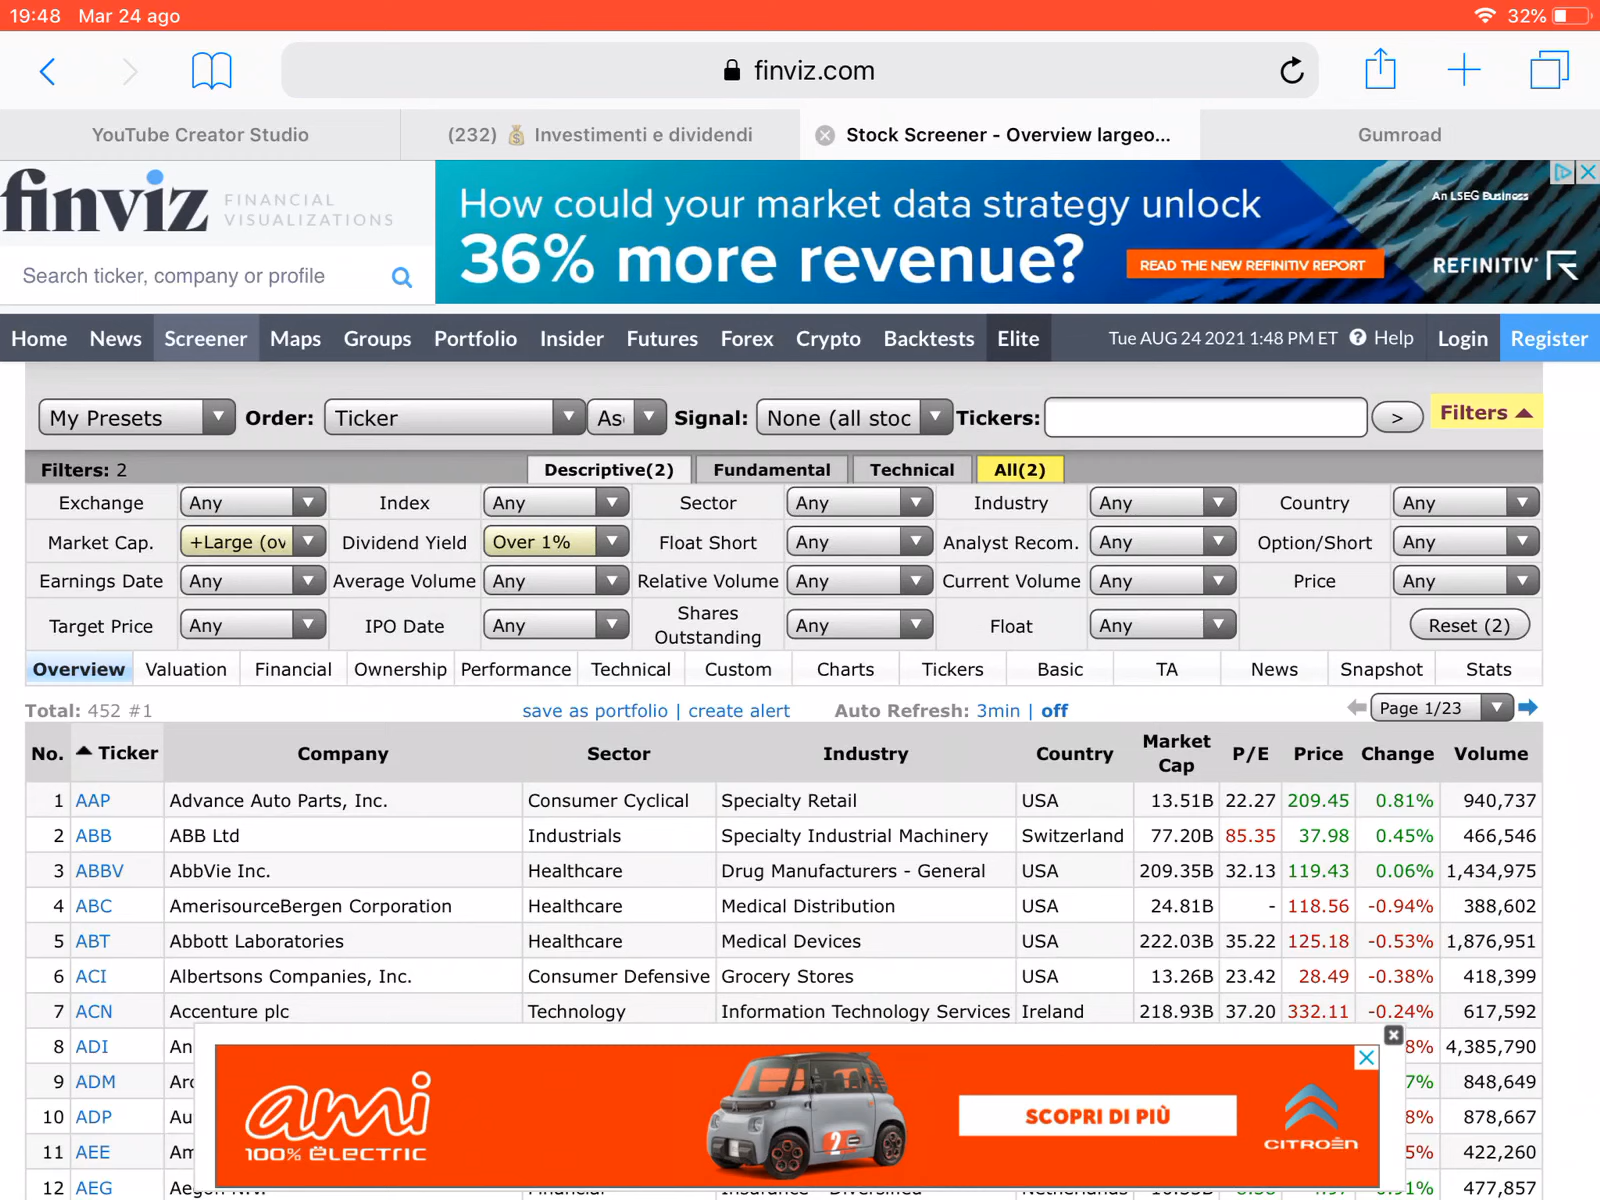 19:48 Mar 24 ago 32%
finviz.com
YouTube Creator Studio (232) 💰 Investimenti e dividendi Stock Screener - Overview largeo... Gumroad
finviz FINANCIAL VISUALIZATIONS
Search ticker, company or profile
How could your market data strategy unlock
36% more revenue?
READ THE NEW REFINITIV REPORT
An LSEG Business
REFINITIV
Home News Screener Maps Groups Portfolio Insider Futures Forex Crypto Backtests Elite Tue AUG 24 2021 1:48 PM ET Help Login Register
My Presets Order: Ticker As Signal: None (all stoc Tickers: > Filters
Filters: 2 Descriptive(2) Fundamental Technical All(2)
Exchange Any Index Any Sector Any Industry Any Country Any
Market Cap. +Large (ov Dividend Yield Over 1% Float Short Any Analyst Recom. Any Option/Short Any
Earnings Date Any Average Volume Any Relative Volume Any Current Volume Any Price Any
Target Price Any IPO Date Any Shares Outstanding Any Float Any Reset (2)
Overview Valuation Financial Ownership Performance Technical Custom Charts Tickers Basic TA News Snapshot Stats
Total: 452 #1 save as portfolio | create alert Auto Refresh: 3min | off Page 1/23
No. Ticker Company Sector Industry Country Market Cap P/E Price Change Volume
1 AAP Advance Auto Parts, Inc. Consumer Cyclical Specialty Retail USA 13.51B 22.27 209.45 0.81% 940,737
2 ABB ABB Ltd Industrials Specialty Industrial Machinery Switzerland 77.20B 85.35 37.98 0.45% 466,546
3 ABBV AbbVie Inc. Healthcare Drug Manufacturers - General USA 209.35B 32.13 119.43 0.06% 1,434,975
4 ABC AmerisourceBergen Corporation Healthcare Medical Distribution USA 24.81B - 118.56 -0.94% 388,602
5 ABT Abbott Laboratories Healthcare Medical Devices USA 222.03B 35.22 125.18 -0.53% 1,876,951
6 ACI Albertsons Companies, Inc. Consumer Defensive Grocery Stores USA 13.26B 23.42 28.49 -0.38% 418,399
7 ACN Accenture plc Technology Information Technology Services Ireland 218.93B 37.20 332.11 -0.24% 617,592
8 ADI An 8% 4,385,790
9 ADM 7% 848,649
10 ADP Au 8% 878,667
11 AEE Am 5% 422,260
12 AEG 477,857
ami
100% ËLECTRIC
SCOPRI DI PIÙ
CITROËN